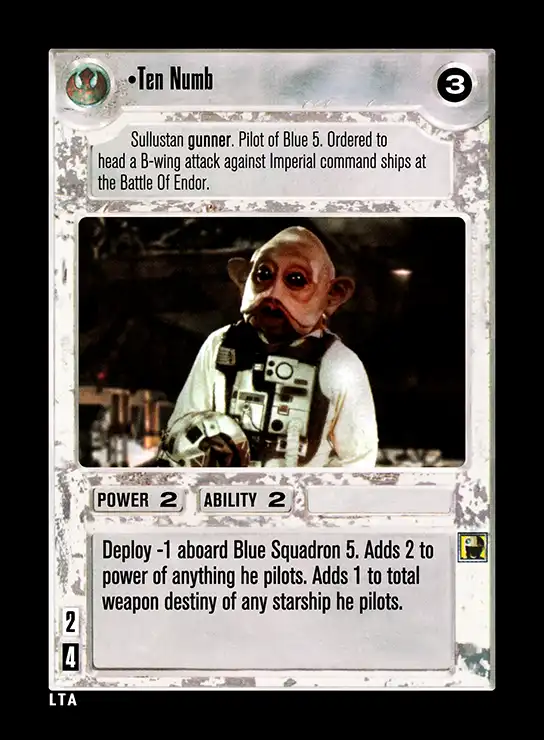 •Ten Numb
3
Sullustan gunner. Pilot of Blue 5. Ordered to
head a B-wing attack against Imperial command ships at
the Battle Of Endor.
POWER 2 ABILITY 2
Deploy -1 aboard Blue Squadron 5. Adds 2 to
power of anything he pilots. Adds 1 to total
weapon destiny of any starship he pilots.
2
4
LTA